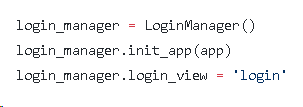 login_manager = LoginManager()
login_manager.init_app(app)
login_manager.login_view = 'login'